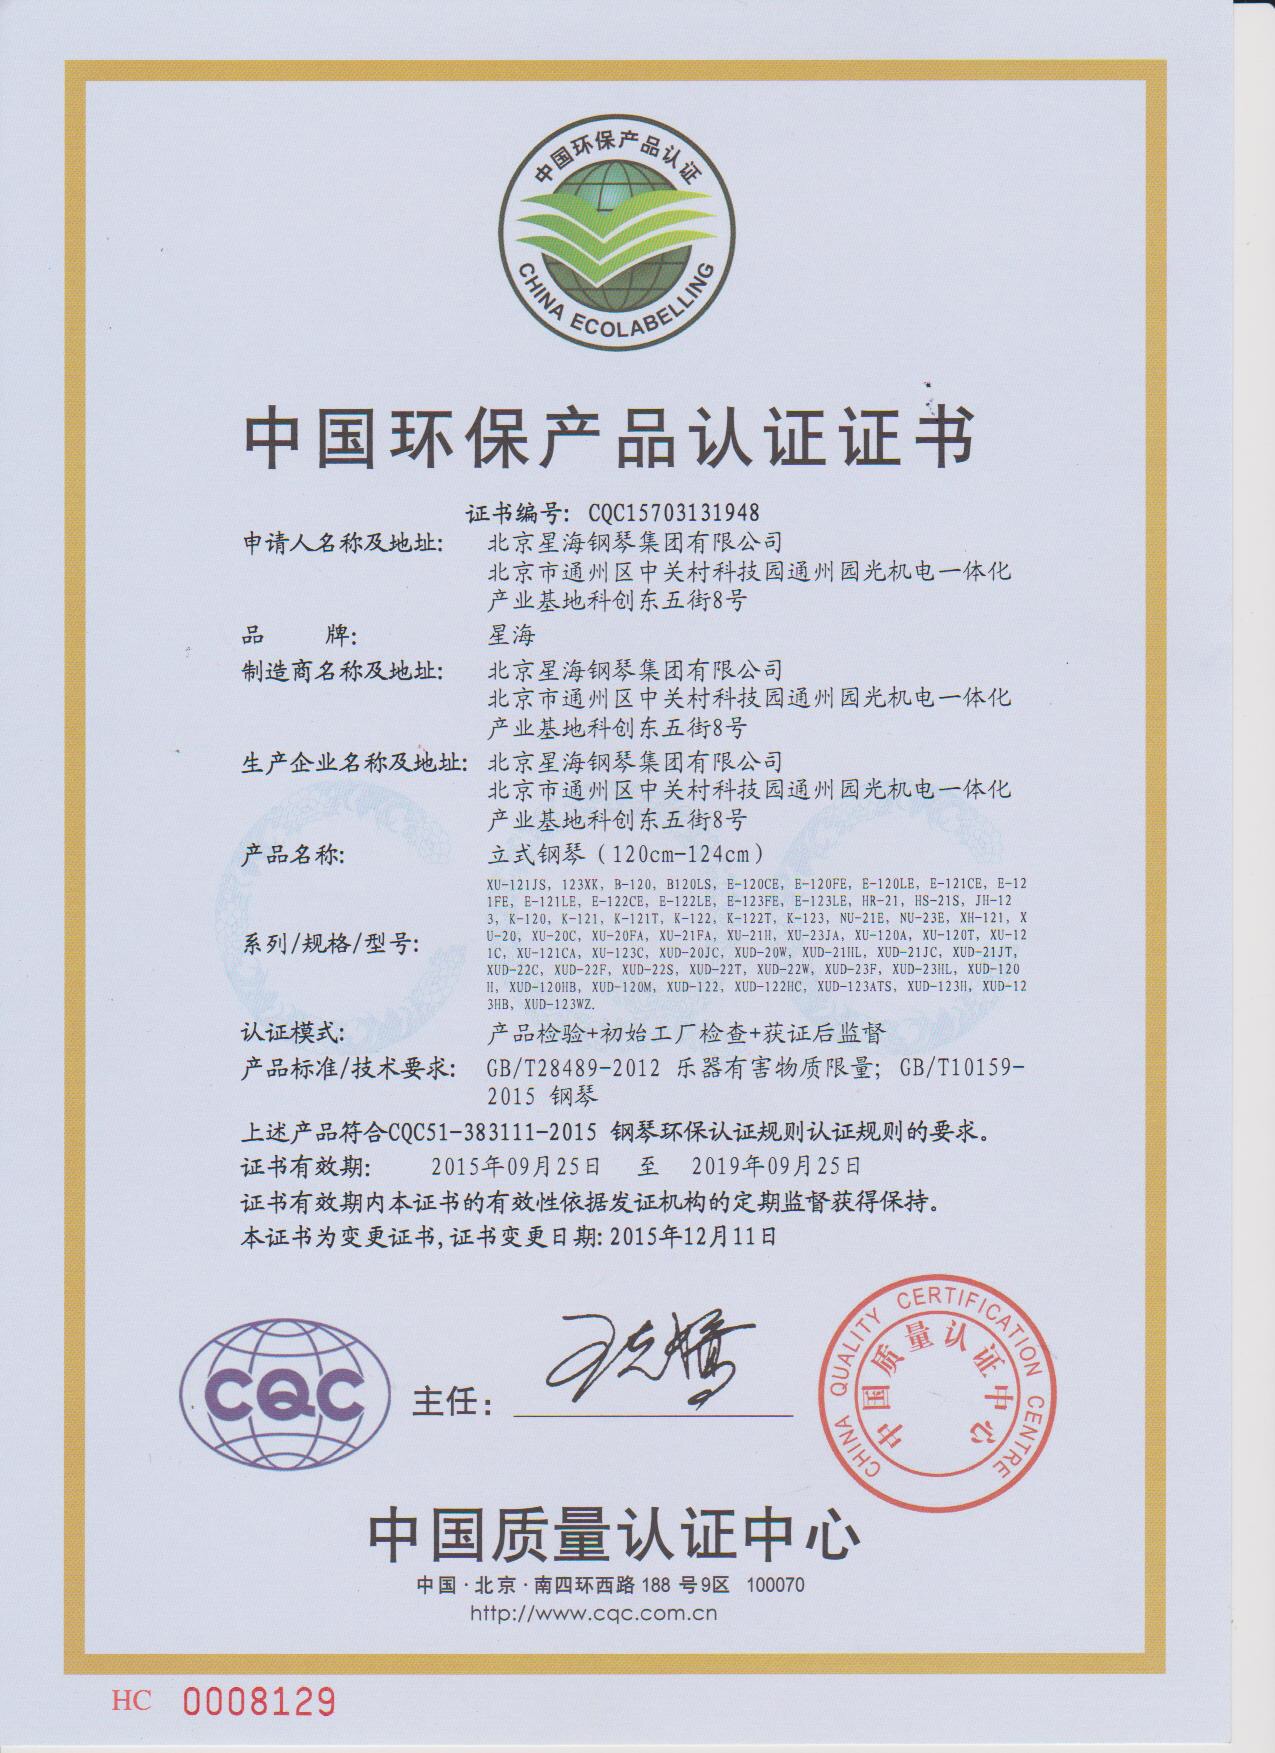 中国环保产品认证
CHINA ECOLABELLING
中国环保产品认证证书
证书编号: CQC15703131948
申请人名称及地址: 北京星海钢琴集团有限公司
北京市通州区中关村科技园通州园光机电一体化
产业基地科创东五街8号
品 牌: 星海
制造商名称及地址: 北京星海钢琴集团有限公司
北京市通州区中关村科技园通州园光机电一体化
产业基地科创东五街8号
生产企业名称及地址: 北京星海钢琴集团有限公司
北京市通州区中关村科技园通州园光机电一体化
产业基地科创东五街8号
产品名称: 立式钢琴（120cm-124cm）
系列/规格/型号:
XU-121JS, 123XK, B-120, B120LS, E-120CE, E-120FE, E-120LE, E-121CE, E-12
1FE, E-121LE, E-122CE, E-122LE, E-123FE, E-123LE, HR-21, HS-21S, JH-12
3, K-120, K-121, K-121T, K-122, K-122T, K-123, NU-21E, NU-23E, XH-121, X
U-20, XU-20C, XU-20FA, XU-21FA, XU-21H, XU-23JA, XU-120A, XU-120T, XU-12
1C, XU-121CA, XU-123C, XUD-20JC, XUD-20W, XUD-21HL, XUD-21JC, XUD-21JT,
XUD-22C, XUD-22F, XUD-22S, XUD-22T, XUD-22W, XUD-23F, XUD-23HL, XUD-120
H, XUD-120HB, XUD-120M, XUD-122, XUD-122HC, XUD-123ATS, XUD-123H, XUD-12
3HB, XUD-123WZ.
认证模式: 产品检验+初始工厂检查+获证后监督
产品标准/技术要求: GB/T28489-2012 乐器有害物质限量; GB/T10159-
2015 钢琴
上述产品符合CQC51-383111-2015 钢琴环保认证规则认证规则的要求。
证书有效期: 2015年09月25日 至 2019年09月25日
证书有效期内本证书的有效性依据发证机构的定期监督获得保持。
本证书为变更证书, 证书变更日期: 2015年12月11日
CQC
主任:
CHINA QUALITY CERTIFICATION CENTRE
中国质量认证中心
中国质量认证中心
中国·北京·南四环西路 188 号 9区 100070
http://www.cqc.com.cn
HC 0008129